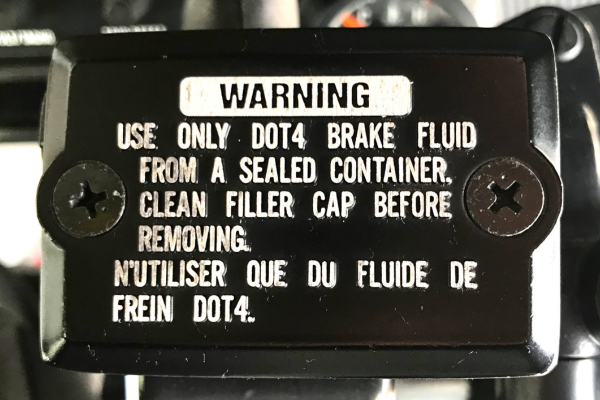 WARNING
USE ONLY DOT4 BRAKE FLUID
FROM A SEALED CONTAINER.
CLEAN FILLER CAP BEFORE
REMOVING.
N'UTILISER QUE DU FLUIDE DE
FREIN DOT4.